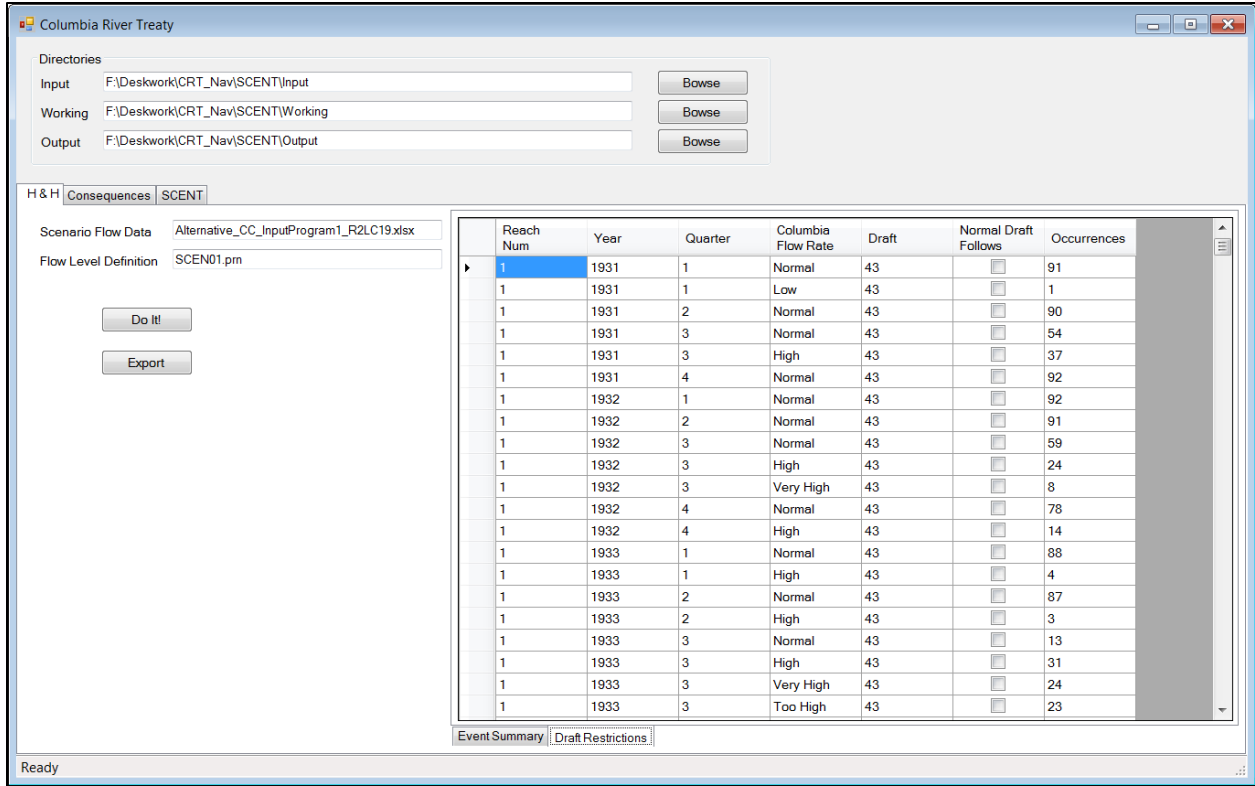 Columbia River Treaty
Directories
Input F:\Deskwork\CRT_Nav\SCENT\Input Bowse
Working F:\Deskwork\CRT_Nav\SCENT\Working Bowse
Output F:\Deskwork\CRT_Nav\SCENT\Output Bowse
H & H Consequences SCENT
Scenario Flow Data Alternative_CC_InputProgram1_R2LC19.xlsx
Flow Level Definition SCEN01.prn
Do It!
Export
Reach Num Year Quarter Columbia Flow Rate Draft Normal Draft Follows Occurrences
1 1931 1 Normal 43 91
1 1931 1 Low 43 1
1 1931 2 Normal 43 90
1 1931 3 Normal 43 54
1 1931 3 High 43 37
1 1931 4 Normal 43 92
1 1932 1 Normal 43 92
1 1932 2 Normal 43 91
1 1932 3 Normal 43 59
1 1932 3 High 43 24
1 1932 3 Very High 43 8
1 1932 4 Normal 43 78
1 1932 4 High 43 14
1 1933 1 Normal 43 88
1 1933 1 High 43 4
1 1933 2 Normal 43 87
1 1933 2 High 43 3
1 1933 3 Normal 43 13
1 1933 3 High 43 31
1 1933 3 Very High 43 24
1 1933 3 Too High 43 23
Event Summary Draft Restrictions
Ready